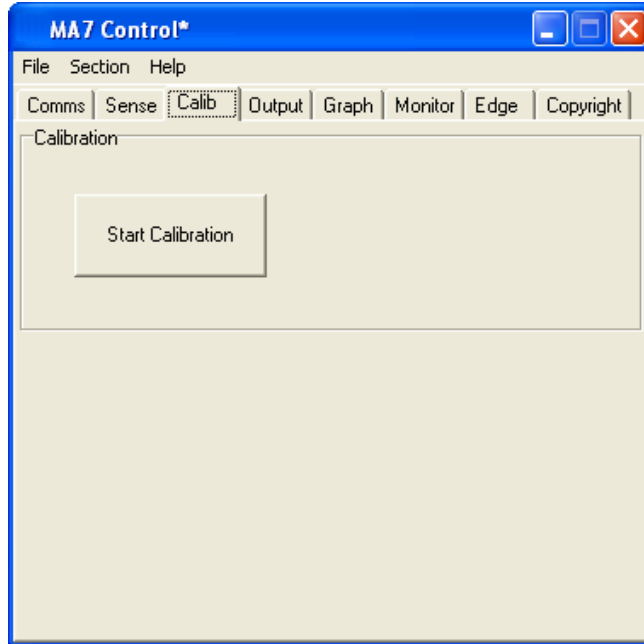 MA7 Control*
File Section Help
Comms Sense Calib Output Graph Monitor Edge Copyright
Calibration
Start Calibration